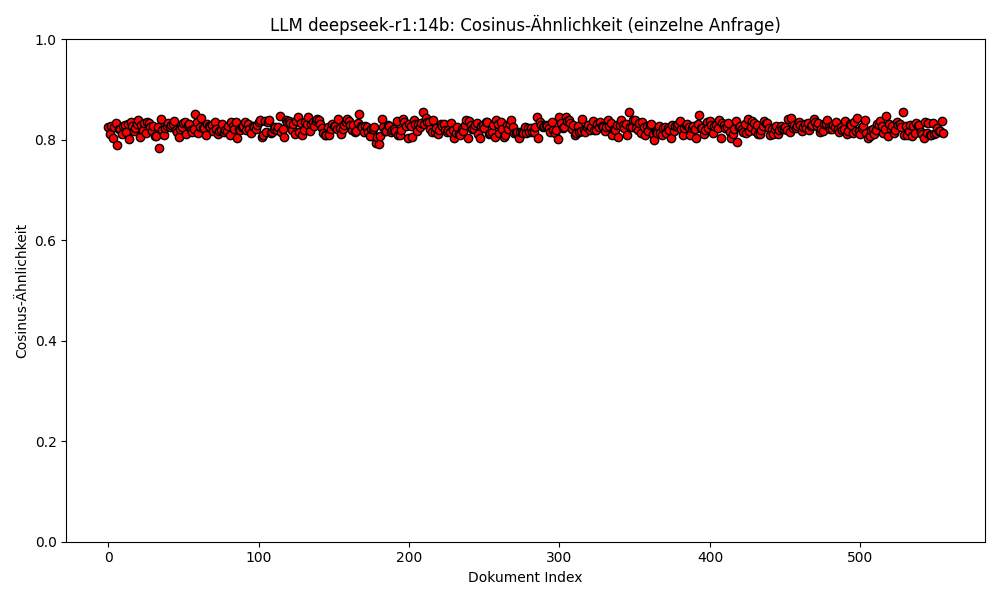 LLM deepseek-r1:14b: Cosinus-Ähnlichkeit (einzelne Anfrage)
1.0
0.8
0.6
0.4
0.2
0.0
Cosinus-Ähnlichkeit
0 100 200 300 400 500
Dokument Index